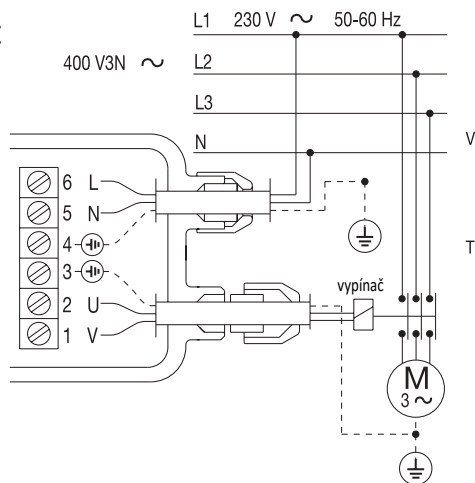 L1 230 V ~ 50-60 Hz
400 V3N ~
L2
L3
N
V
6 L
5 N
4
3
2 U
1 V
T
vypínač
M
3 ~